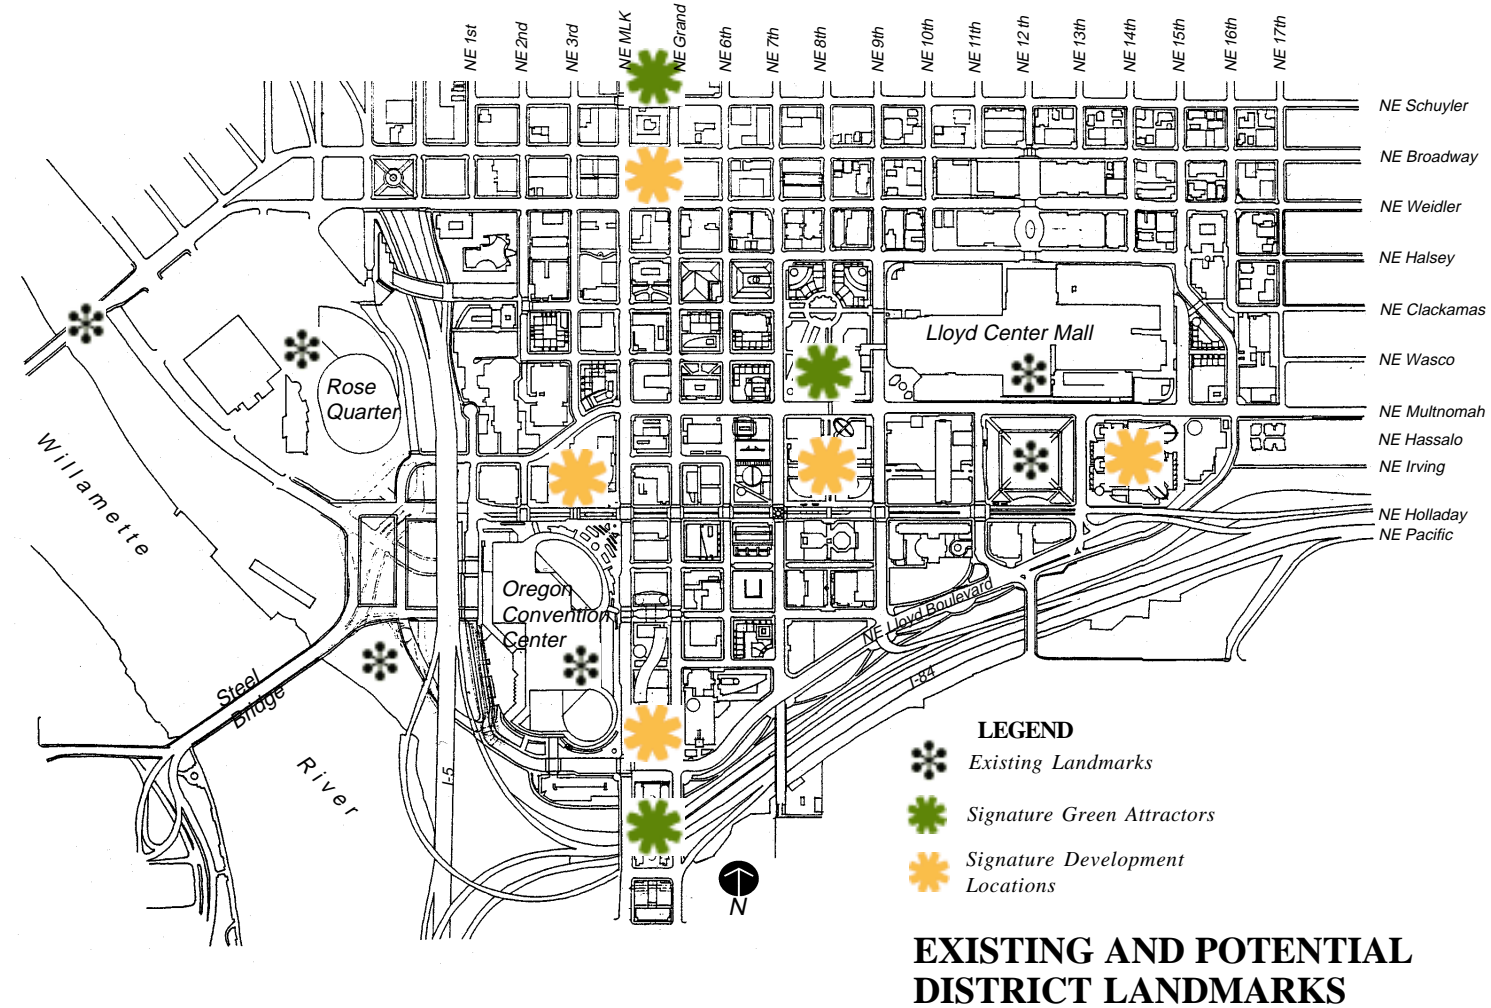 NE 1st
NE 2nd
NE 3rd
NE MLK
NE Grand
NE 6th
NE 7th
NE 8th
NE 9th
NE 10th
NE 11th
NE 12 th
NE 13th
NE 14th
NE 15th
NE 16th
NE 17th
NE Schuyler
NE Broadway
NE Weidler
NE Halsey
NE Clackamas
NE Wasco
NE Multnomah
NE Hassalo
NE Irving
NE Holladay
NE Pacific
Lloyd Center Mall
Rose
Quarter
Willamette
Oregon
Convention
Center
NE Lloyd Boulevard
I-84
Steel
Bridge
River
I-5
N
LEGEND
Existing Landmarks
Signature Green Attractors
Signature Development
Locations
EXISTING AND POTENTIAL
DISTRICT LANDMARKS